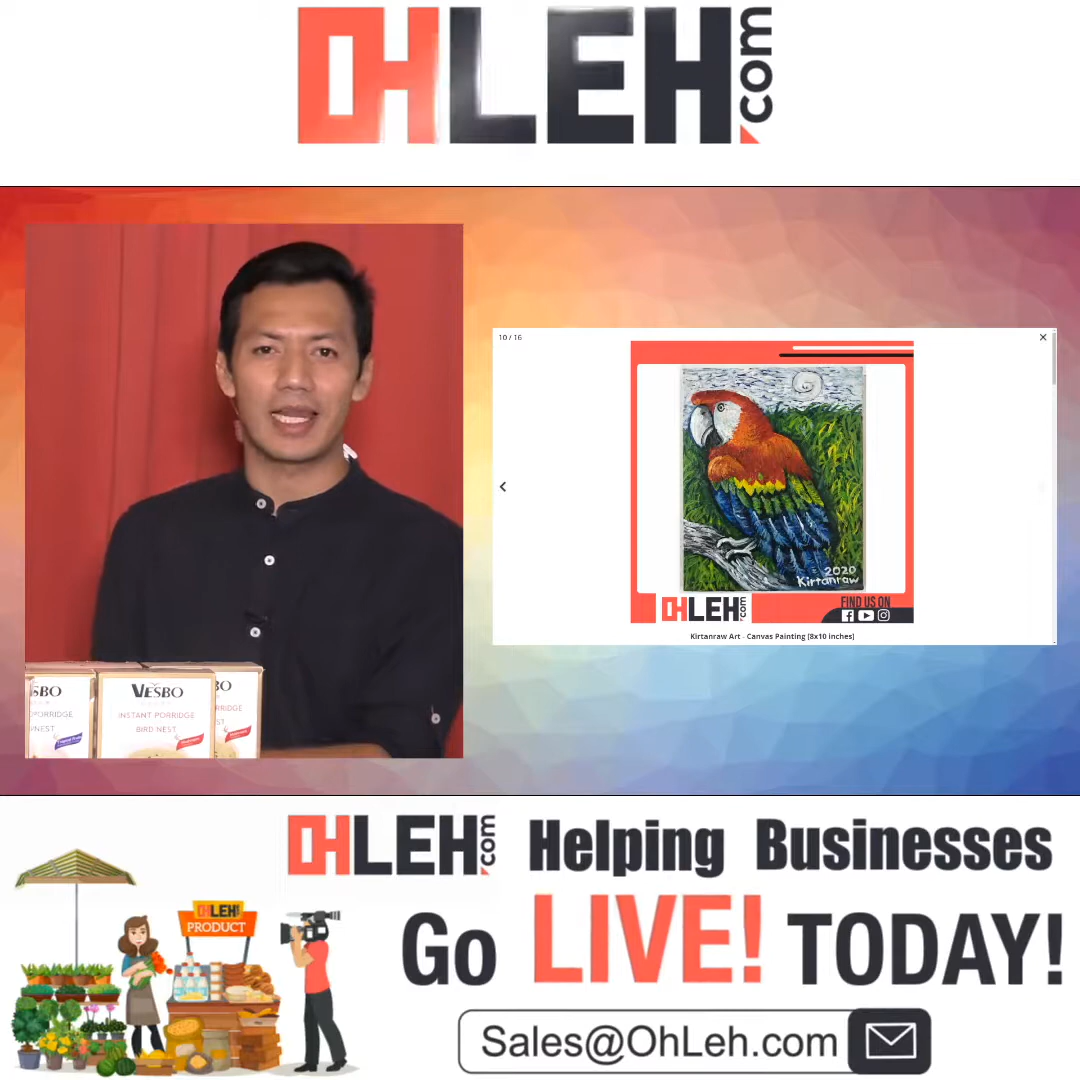 OHLEH.com
10 / 16
2020
Kirtanraw
OHLEH.com
FIND US ON
Kirtanraw Art - Canvas Painting [8x10 inches]
VESBO
INSTANT PORRIDGE
BIRD NEST
OHLEH.com Helping Businesses
Go LIVE! TODAY!
OHLEH!
PRODUCT
Sales@OhLeh.com